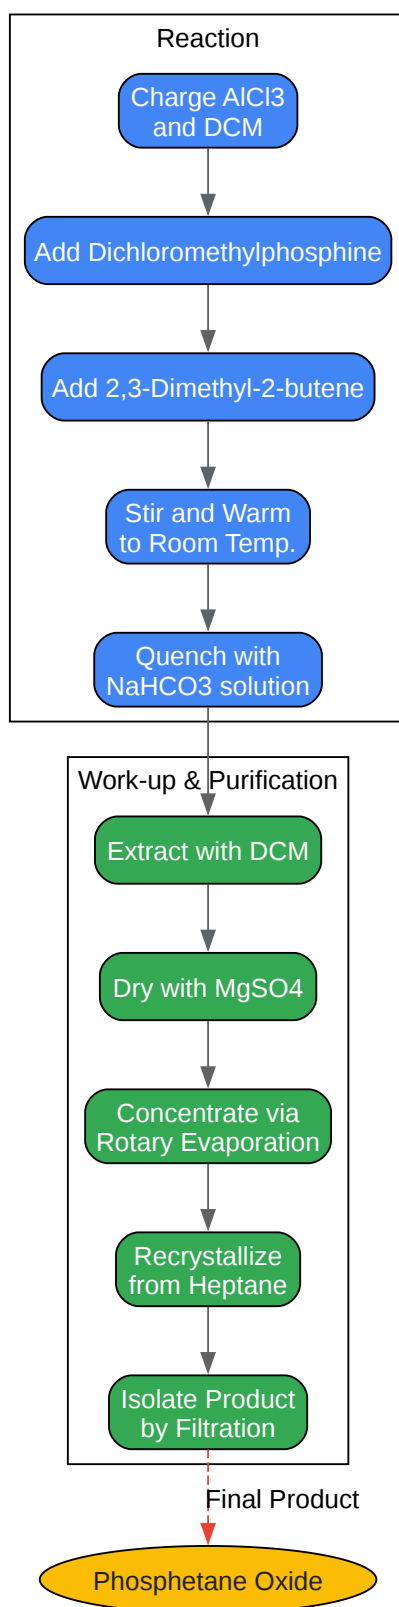 Reaction
Charge AlCl3
and DCM
Add Dichloromethylphosphine
Add 2,3-Dimethyl-2-butene
Stir and Warm
to Room Temp.
Quench with
NaHCO3 solution
Work-up & Purification
Extract with DCM
Dry with MgSO4
Concentrate via
Rotary Evaporation
Recrystallize
from Heptane
Isolate Product
by Filtration
Final Product
Phosphetane Oxide